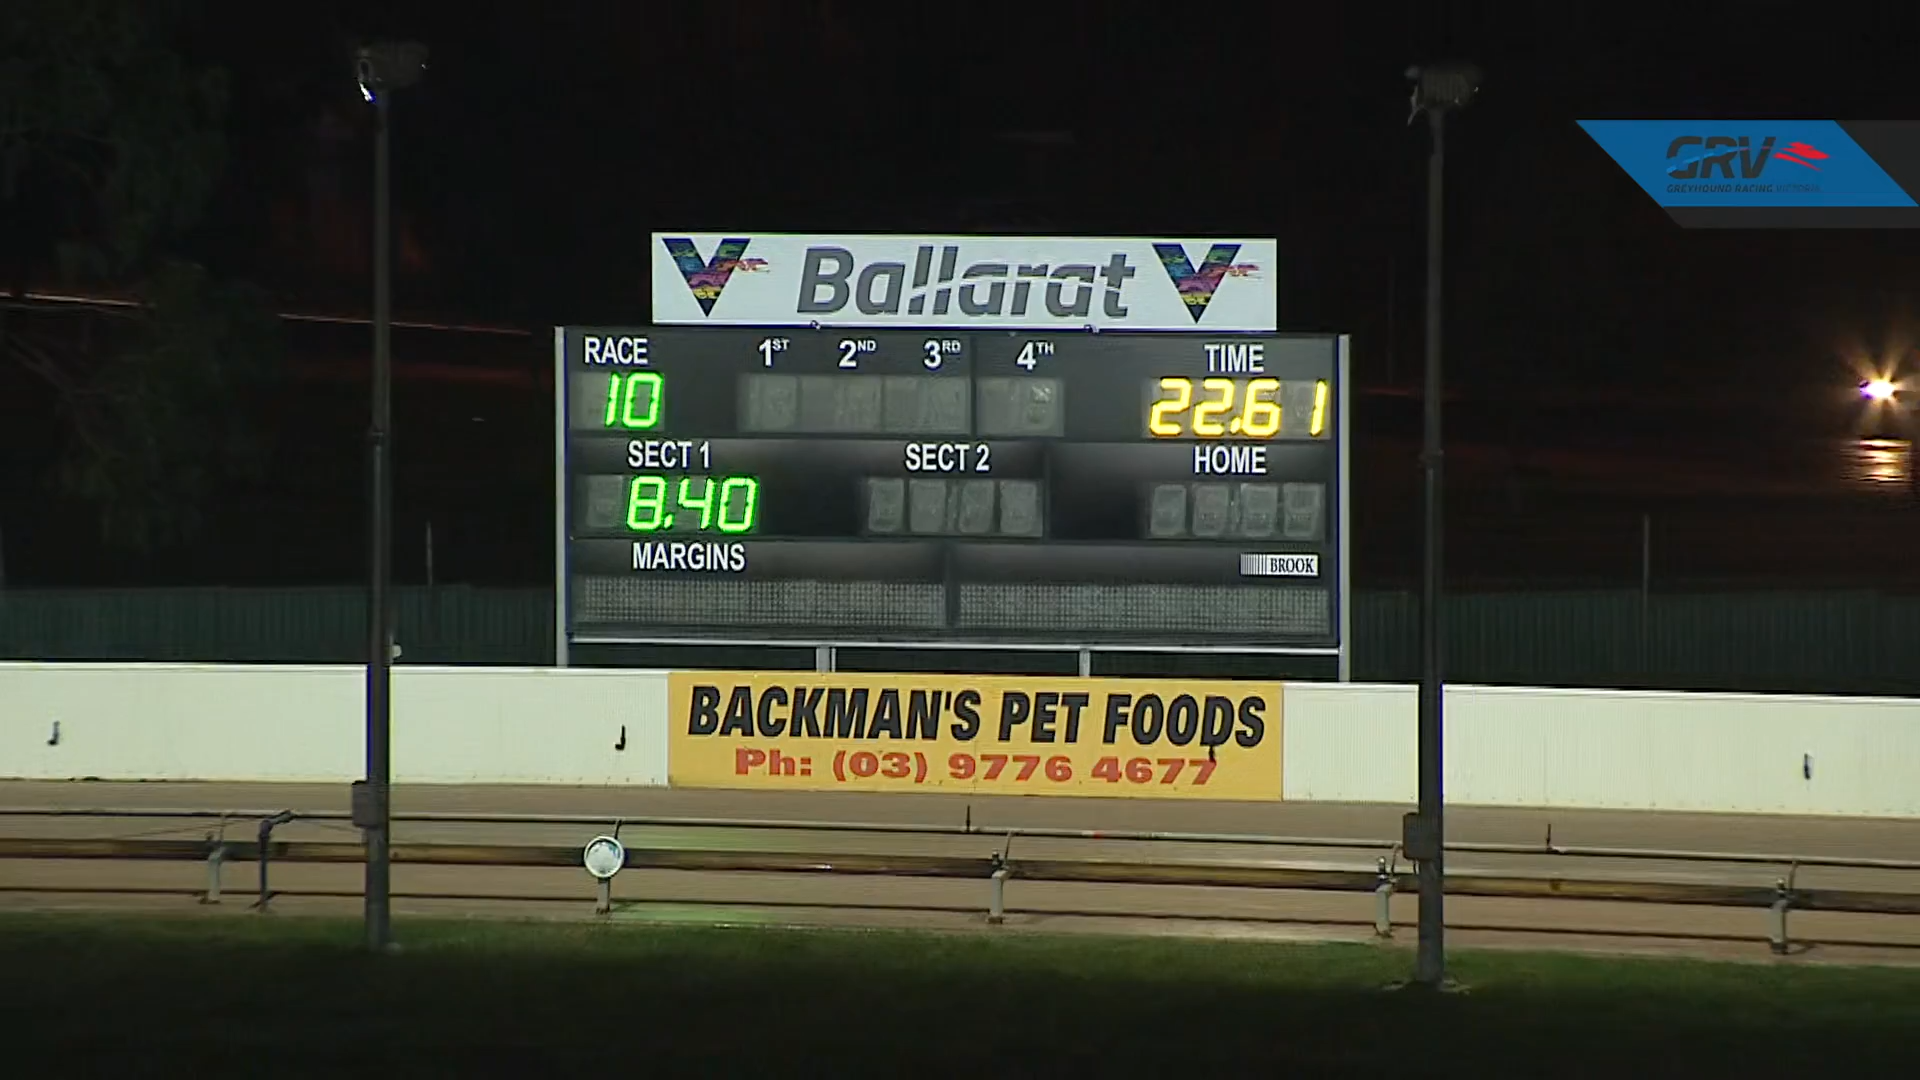 GRV
GREYHOUND RACING VICTORIA
Ballarat
RACE 1ST 2ND 3RD 4TH TIME
10 22.61
SECT 1 SECT 2 HOME
8.40
MARGINS
BROOK
BACKMAN'S PET FOODS
Ph: (03) 9776 4677